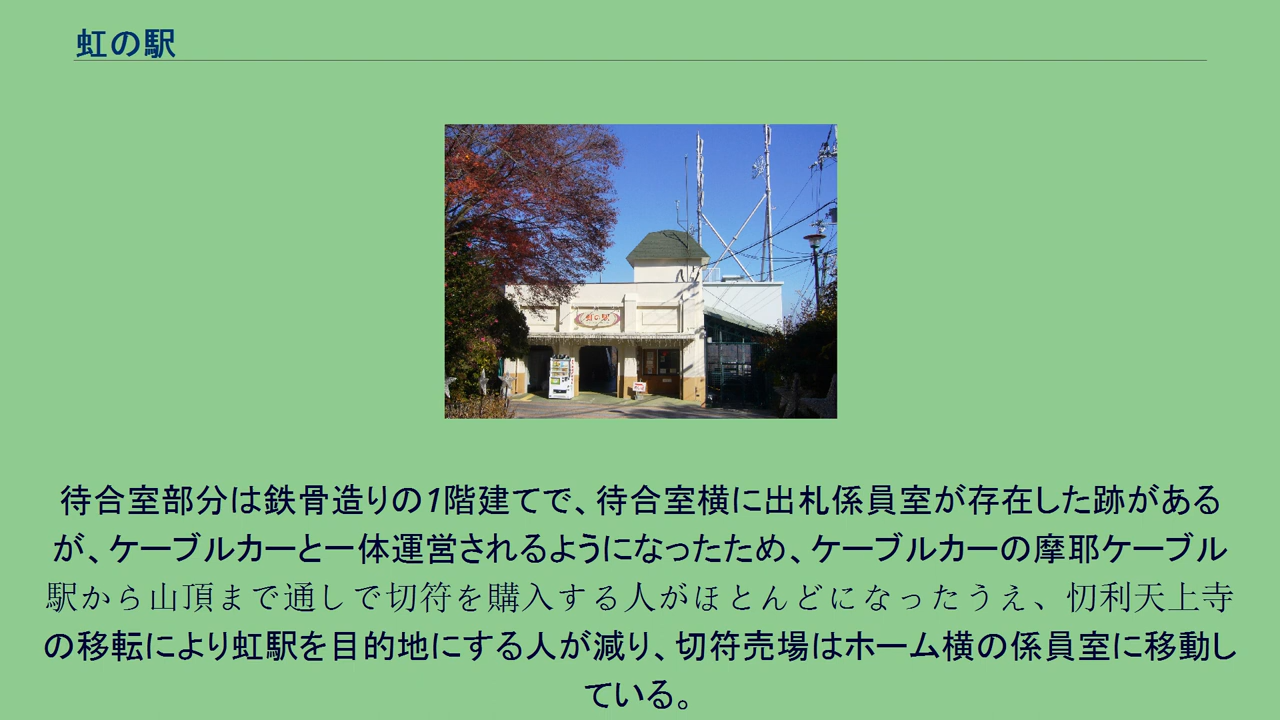 虹の駅
虹の駅
待合室部分は鉄骨造りの1階建てで、待合室横に出札係員室が存在した跡がある
が、ケーブルカーと一体運営されるようになったため、ケーブルカーの摩耶ケーブル
駅から山頂まで通しで切符を購入する人がほとんどになったうえ、忉利天上寺
の移転により虹駅を目的地にする人が減り、切符売場はホーム横の係員室に移動し
ている。